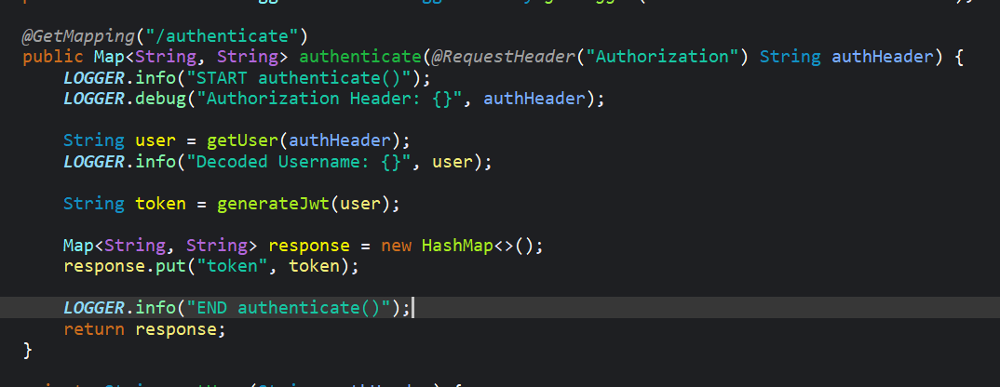 @GetMapping("/authenticate")
public Map<String, String> authenticate(@RequestHeader("Authorization") String authHeader) {
LOGGER.info("START authenticate()");
LOGGER.debug("Authorization Header: {}", authHeader);
String user = getUser(authHeader);
LOGGER.info("Decoded Username: {}", user);
String token = generateJwt(user);
Map<String, String> response = new HashMap<>();
response.put("token", token);
LOGGER.info("END authenticate()");
return response;
}